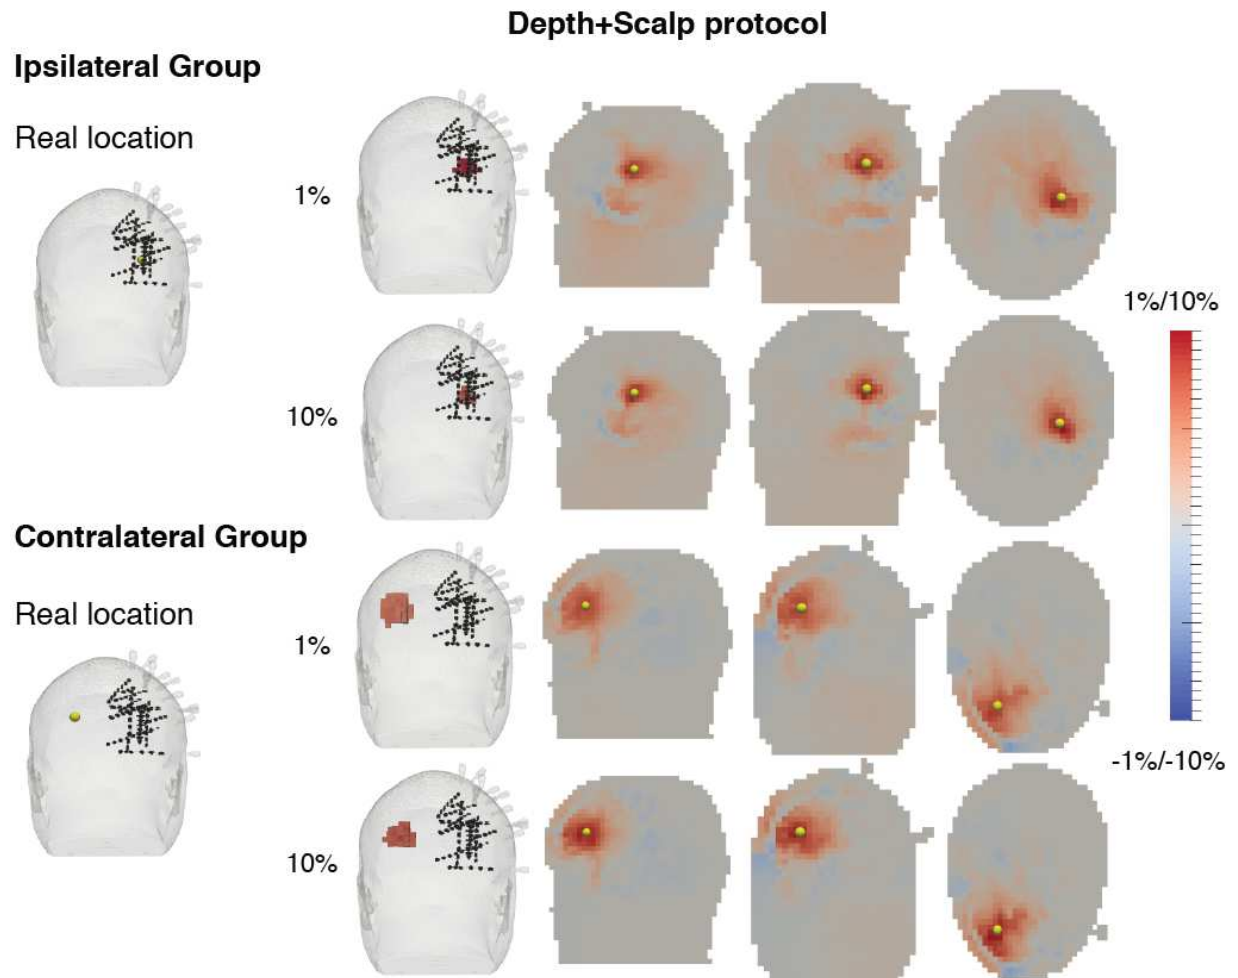 Depth+Scalp protocol
Ipsilateral Group
Real location
1%
1%/10%
10%
Contralateral Group
Real location
1%
-1%/-10%
10%